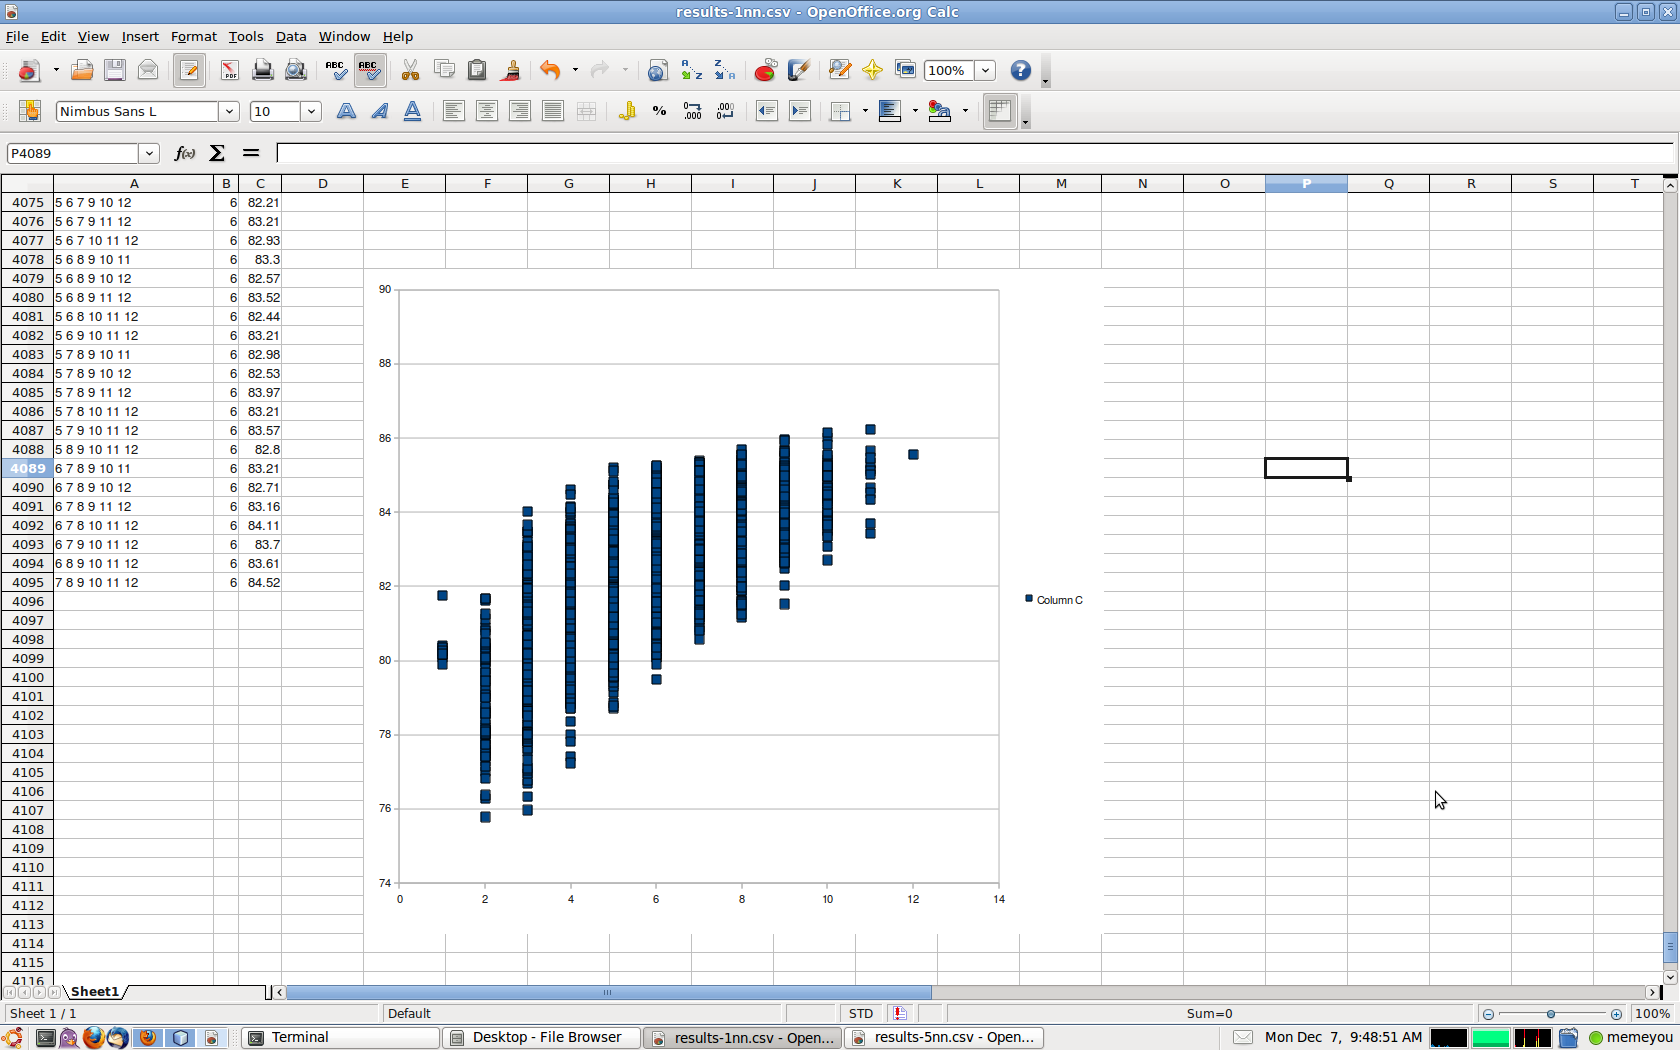 results-1nn.csv - OpenOffice.org Calc
File Edit View Insert Format Tools Data Window Help
100%
Nimbus Sans L 10
P4089
A B C D E F G H I J K L M N O P Q R S T
4075 5 6 7 9 10 12 6 82.21
4076 5 6 7 9 11 12 6 83.21
4077 5 6 7 10 11 12 6 82.93
4078 5 6 8 9 10 11 6 83.3
4079 5 6 8 9 10 12 6 82.57
4080 5 6 8 9 11 12 6 83.52
4081 5 6 8 10 11 12 6 82.44
4082 5 6 9 10 11 12 6 83.21
4083 5 7 8 9 10 11 6 82.98
4084 5 7 8 9 10 12 6 82.53
4085 5 7 8 9 11 12 6 83.97
4086 5 7 8 10 11 12 6 83.21
4087 5 7 9 10 11 12 6 83.57
4088 5 8 9 10 11 12 6 82.8
4089 6 7 8 9 10 11 6 83.21
4090 6 7 8 9 10 12 6 82.71
4091 6 7 8 9 11 12 6 83.16
4092 6 7 8 10 11 12 6 84.11
4093 6 7 9 10 11 12 6 83.7
4094 6 8 9 10 11 12 6 83.61
4095 7 8 9 10 11 12 6 84.52
4096
4097
4098
4099
4100
4101
4102
4103
4104
4105
4106
4107
4108
4109
4110
4111
4112
4113
4114
4115
4116
90
88
86
84
82
80
78
76
74
0 2 4 6 8 10 12 14
Column C
Sheet1
Sheet 1 / 1 Default STD Sum=0 100%
Terminal Desktop - File Browser results-1nn.csv - Open... results-5nn.csv - Open... Mon Dec 7, 9:48:51 AM memeyou